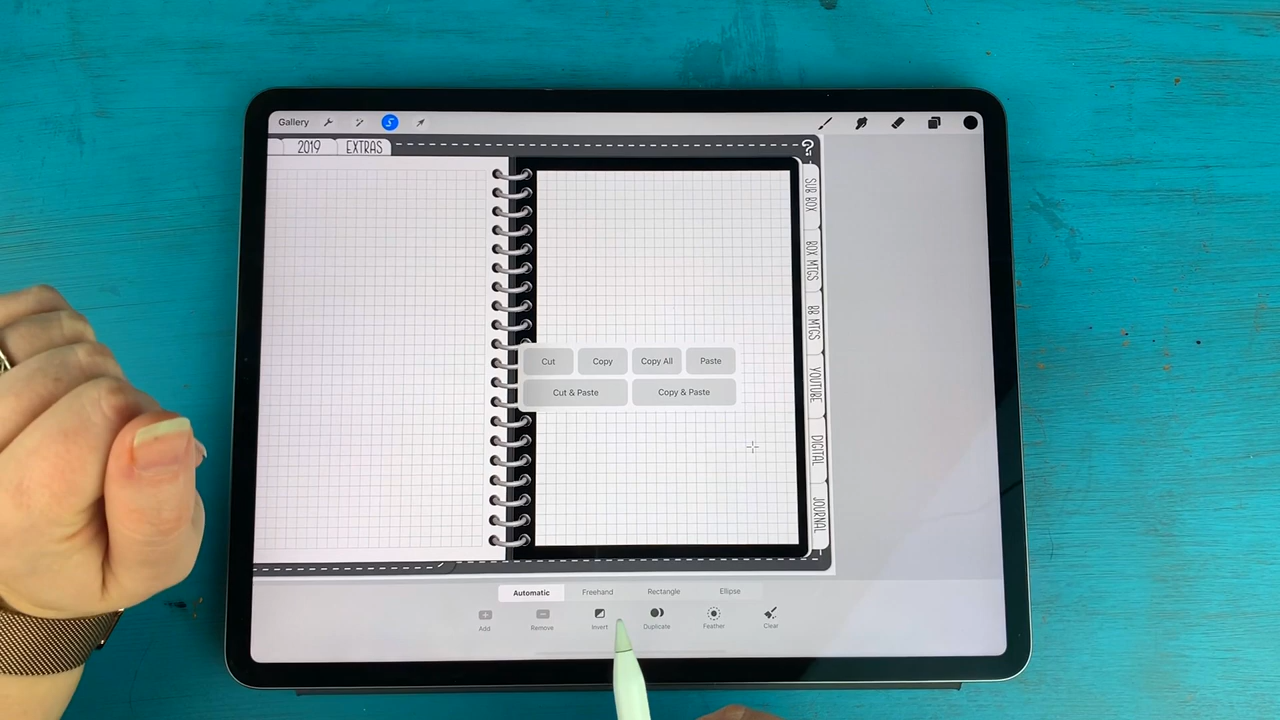 Gallery
S
2019 EXTRAS ?
SUB BOX
BOX MTGS
BB MTGS
YOUTUBE
DIGITAL
JOURNAL
Cut Copy Copy All Paste
Cut & Paste Copy & Paste
Automatic Freehand Rectangle Ellipse
Add Remove Invert Duplicate Feather Clear